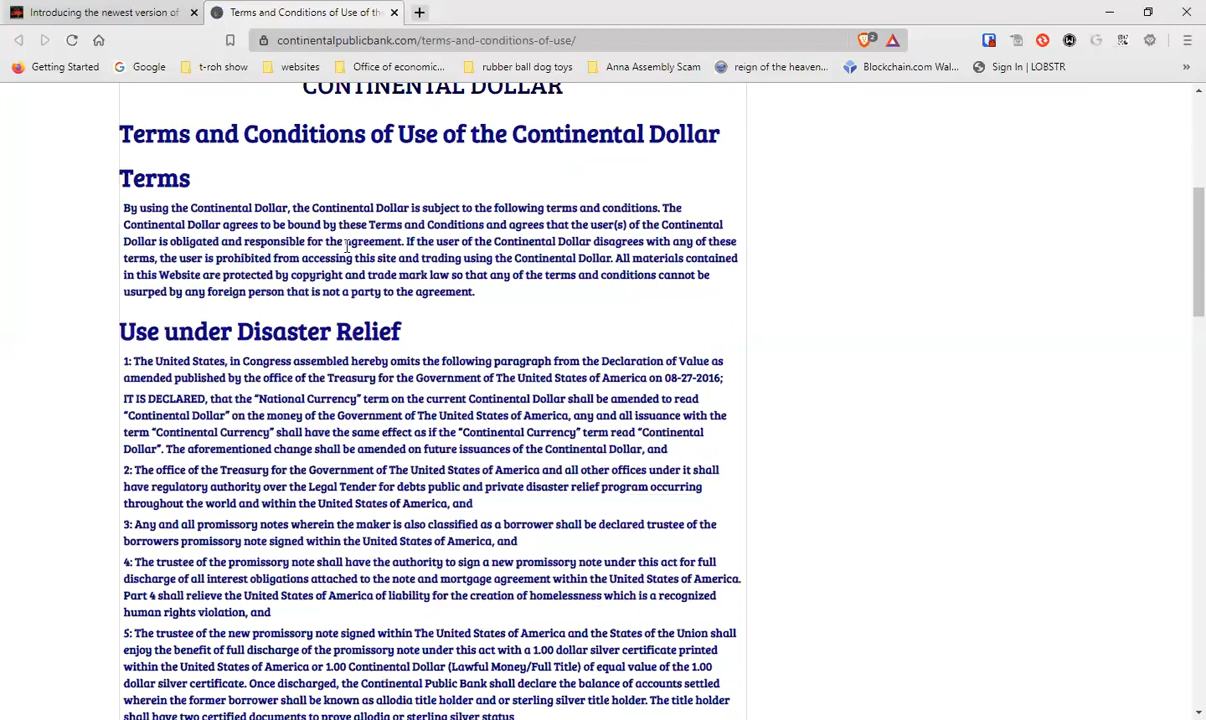 Introducing the newest version of
Terms and Conditions of Use of the
continentalpublicbank.com/terms-and-conditions-of-use/
2
Getting Started
Google
t-roh show
websites
Office of economic...
rubber ball dog toys
Anna Assembly Scam
reign of the heaven...
Blockchain.com Wal...
Sign In | LOBSTR
CONTINENTAL DOLLAR
Terms and Conditions of Use of the Continental Dollar
Terms
By using the Continental Dollar, the Continental Dollar is subject to the following terms and conditions. The
Continental Dollar agrees to be bound by these Terms and Conditions and agrees that the user(s) of the Continental
Dollar is obligated and responsible for the agreement. If the user of the Continental Dollar disagrees with any of these
terms, the user is prohibited from accessing this site and trading using the Continental Dollar. All materials contained
in this Website are protected by copyright and trade mark law so that any of the terms and conditions cannot be
usurped by any foreign person that is not a party to the agreement.
Use under Disaster Relief
1: The United States, in Congress assembled hereby omits the following paragraph from the Declaration of Value as
amended published by the office of the Treasury for the Government of The United States of America on 08-27-2016;
IT IS DECLARED, that the “National Currency” term on the current Continental Dollar shall be amended to read
“Continental Dollar” on the money of the Government of The United States of America, any and all issuance with the
term “Continental Currency” shall have the same effect as if the “Continental Currency” term read “Continental
Dollar”. The aforementioned change shall be amended on future issuances of the Continental Dollar, and
2: The office of the Treasury for the Government of The United States of America and all other offices under it shall
have regulatory authority over the Legal Tender for debts public and private disaster relief program occurring
throughout the world and within the United States of America, and
3: Any and all promissory notes wherein the maker is also classified as a borrower shall be declared trustee of the
borrowers promissory note signed within the United States of America, and
4: The trustee of the promissory note shall have the authority to sign a new promissory note under this act for full
discharge of all interest obligations attached to the note and mortgage agreement within the United States of America.
Part 4 shall relieve the United States of America of liability for the creation of homelessness which is a recognized
human rights violation, and
5: The trustee of the new promissory note signed within The United States of America and the States of the Union shall
enjoy the benefit of full discharge of the promissory note under this act with a 1.00 dollar silver certificate printed
within the United States of America or 1.00 Continental Dollar (Lawful Money/Full Title) of equal value of the 1.00
dollar silver certificate. Once discharged, the Continental Public Bank shall declare the balance of accounts settled
wherein the former borrower shall be known as allodia title holder and or sterling silver title holder. The title holder
shall have two certified documents to prove allodia or sterling silver status